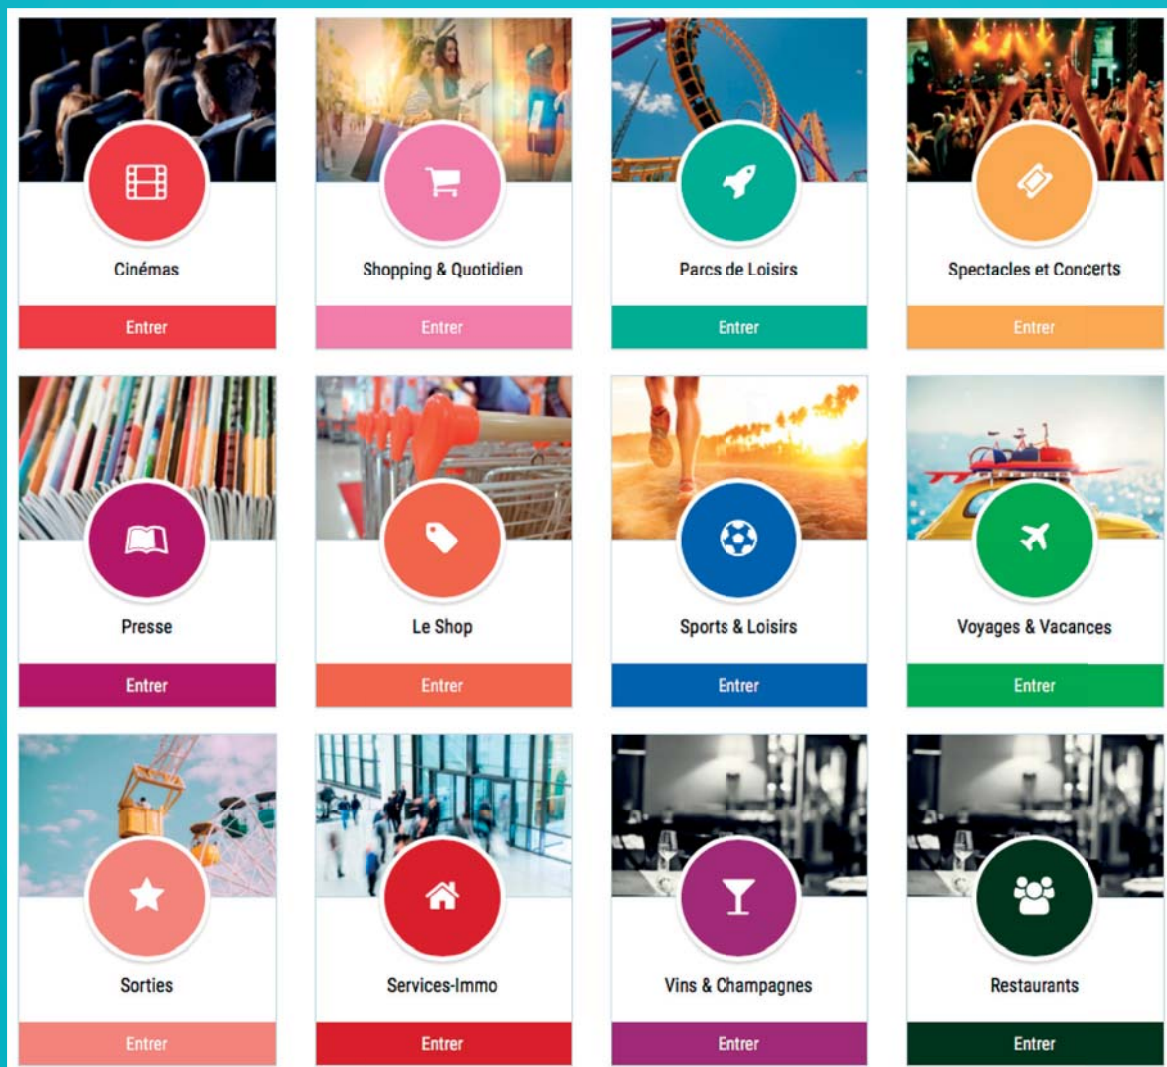 Cinémas
Shopping & Quotidien
Parcs de Loisirs
Spectacles et Concerts
Entrer
Entrer
Entrer
Entrer
Presse
Le Shop
Sports & Loisirs
Voyages & Vacances
Entrer
Entrer
Entrer
Entrer
Sorties
Services-Immo
Vins & Champagnes
Restaurants
Entrer
Entrer
Entrer
Entrer